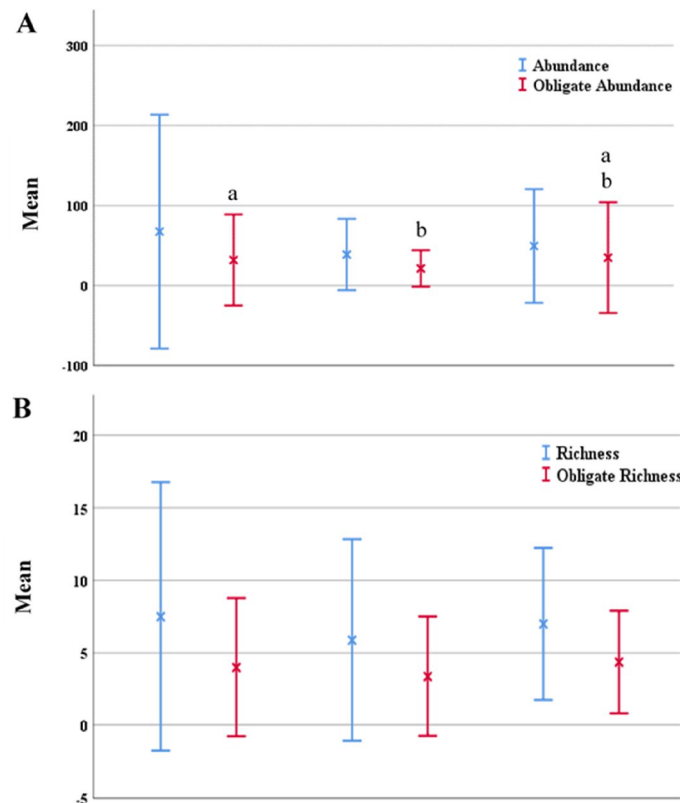 A
300
Abundance
Obligate Abundance
200
a
a
b
b
100
Mean
0
-100
B
20
Richness
Obligate Richness
15
10
Mean
5
0
-5